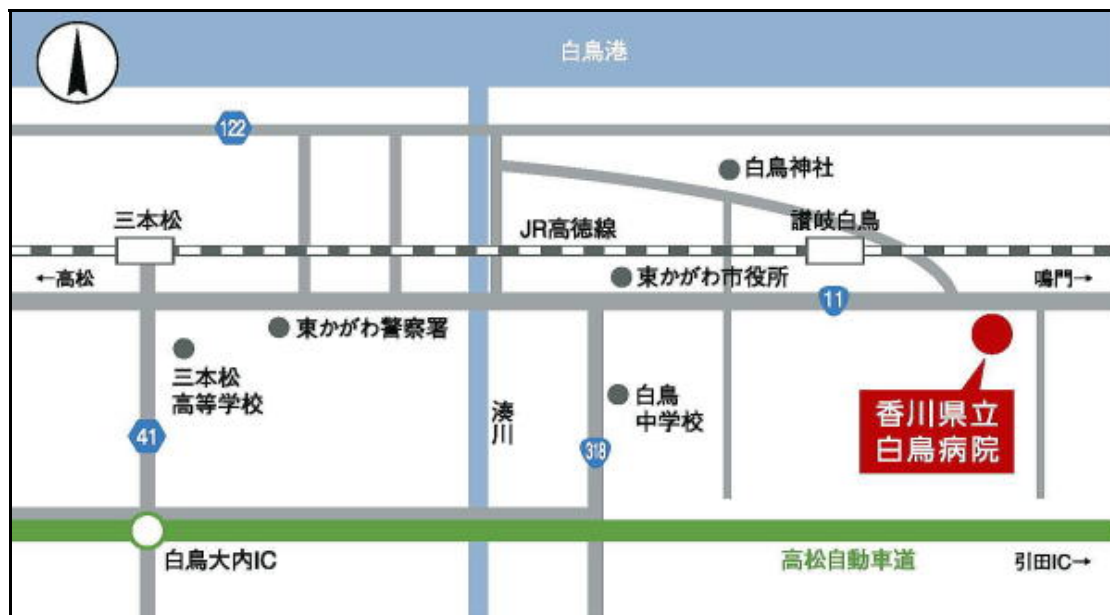 白鳥港
122
白鳥神社
三本松
JR高徳線
讃岐白鳥
←高松
東かがわ市役所
鳴門→
11
東かがわ警察署
三本松
高等学校
白鳥
中学校
湊川
香川県立
白鳥病院
41
318
白鳥大内IC
高松自動車道
引田IC→